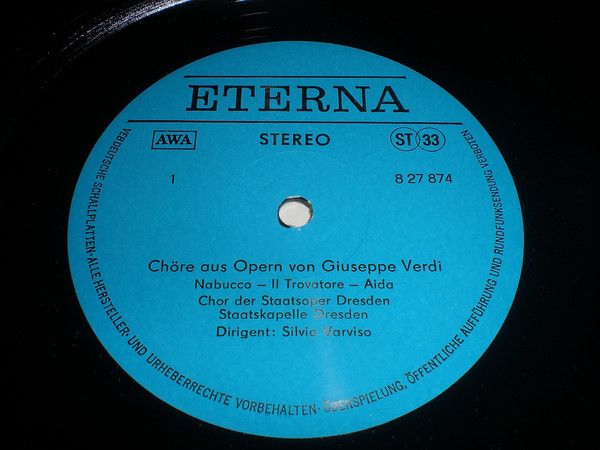 ETERNA
AWA
STEREO
ST 33
1
8 27 874
Chöre aus Opern von Giuseppe Verdi
Nabucco – Il Trovatore – Aida
Chor der Staatsoper Dresden
Staatskapelle Dresden
Dirigent: Silvio Varviso
VEB DEUTSCHE SCHALLPLATTEN · ALLE HERSTELLER- UND URHEBERRECHTE VORBEHALTEN · ÜBERSPIELUNG, ÖFFENTLICHE AUFFÜHRUNG UND RUNDFUNKSENDUNG VERBOTEN